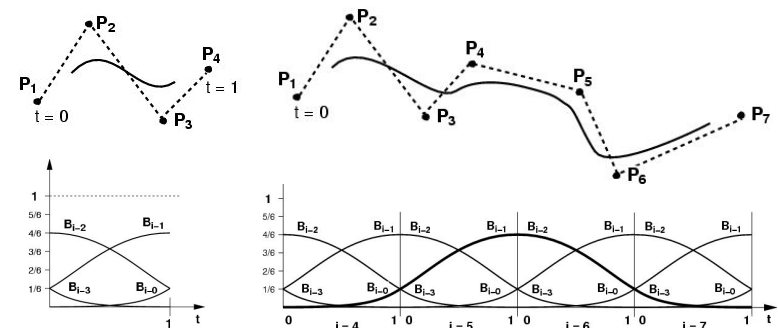 P1
P2
P3
P4
t = 0
t = 1
P1
P2
P3
P4
P5
P6
P7
t = 0
1
5/6
4/6
3/6
2/6
1/6
Bi−2
Bi−1
Bi−3
Bi−0
1
t
1
5/6
4/6
3/6
2/6
1/6
Bi−2 Bi−1 Bi−2 Bi−1 Bi−2 Bi−1 Bi−2 Bi−1
Bi−3 Bi−0 Bi−3 Bi−0 Bi−3 Bi−0 Bi−3 Bi−0
0 i=4 1 0 i=5 1 0 i=6 1 0 i=7 1 t